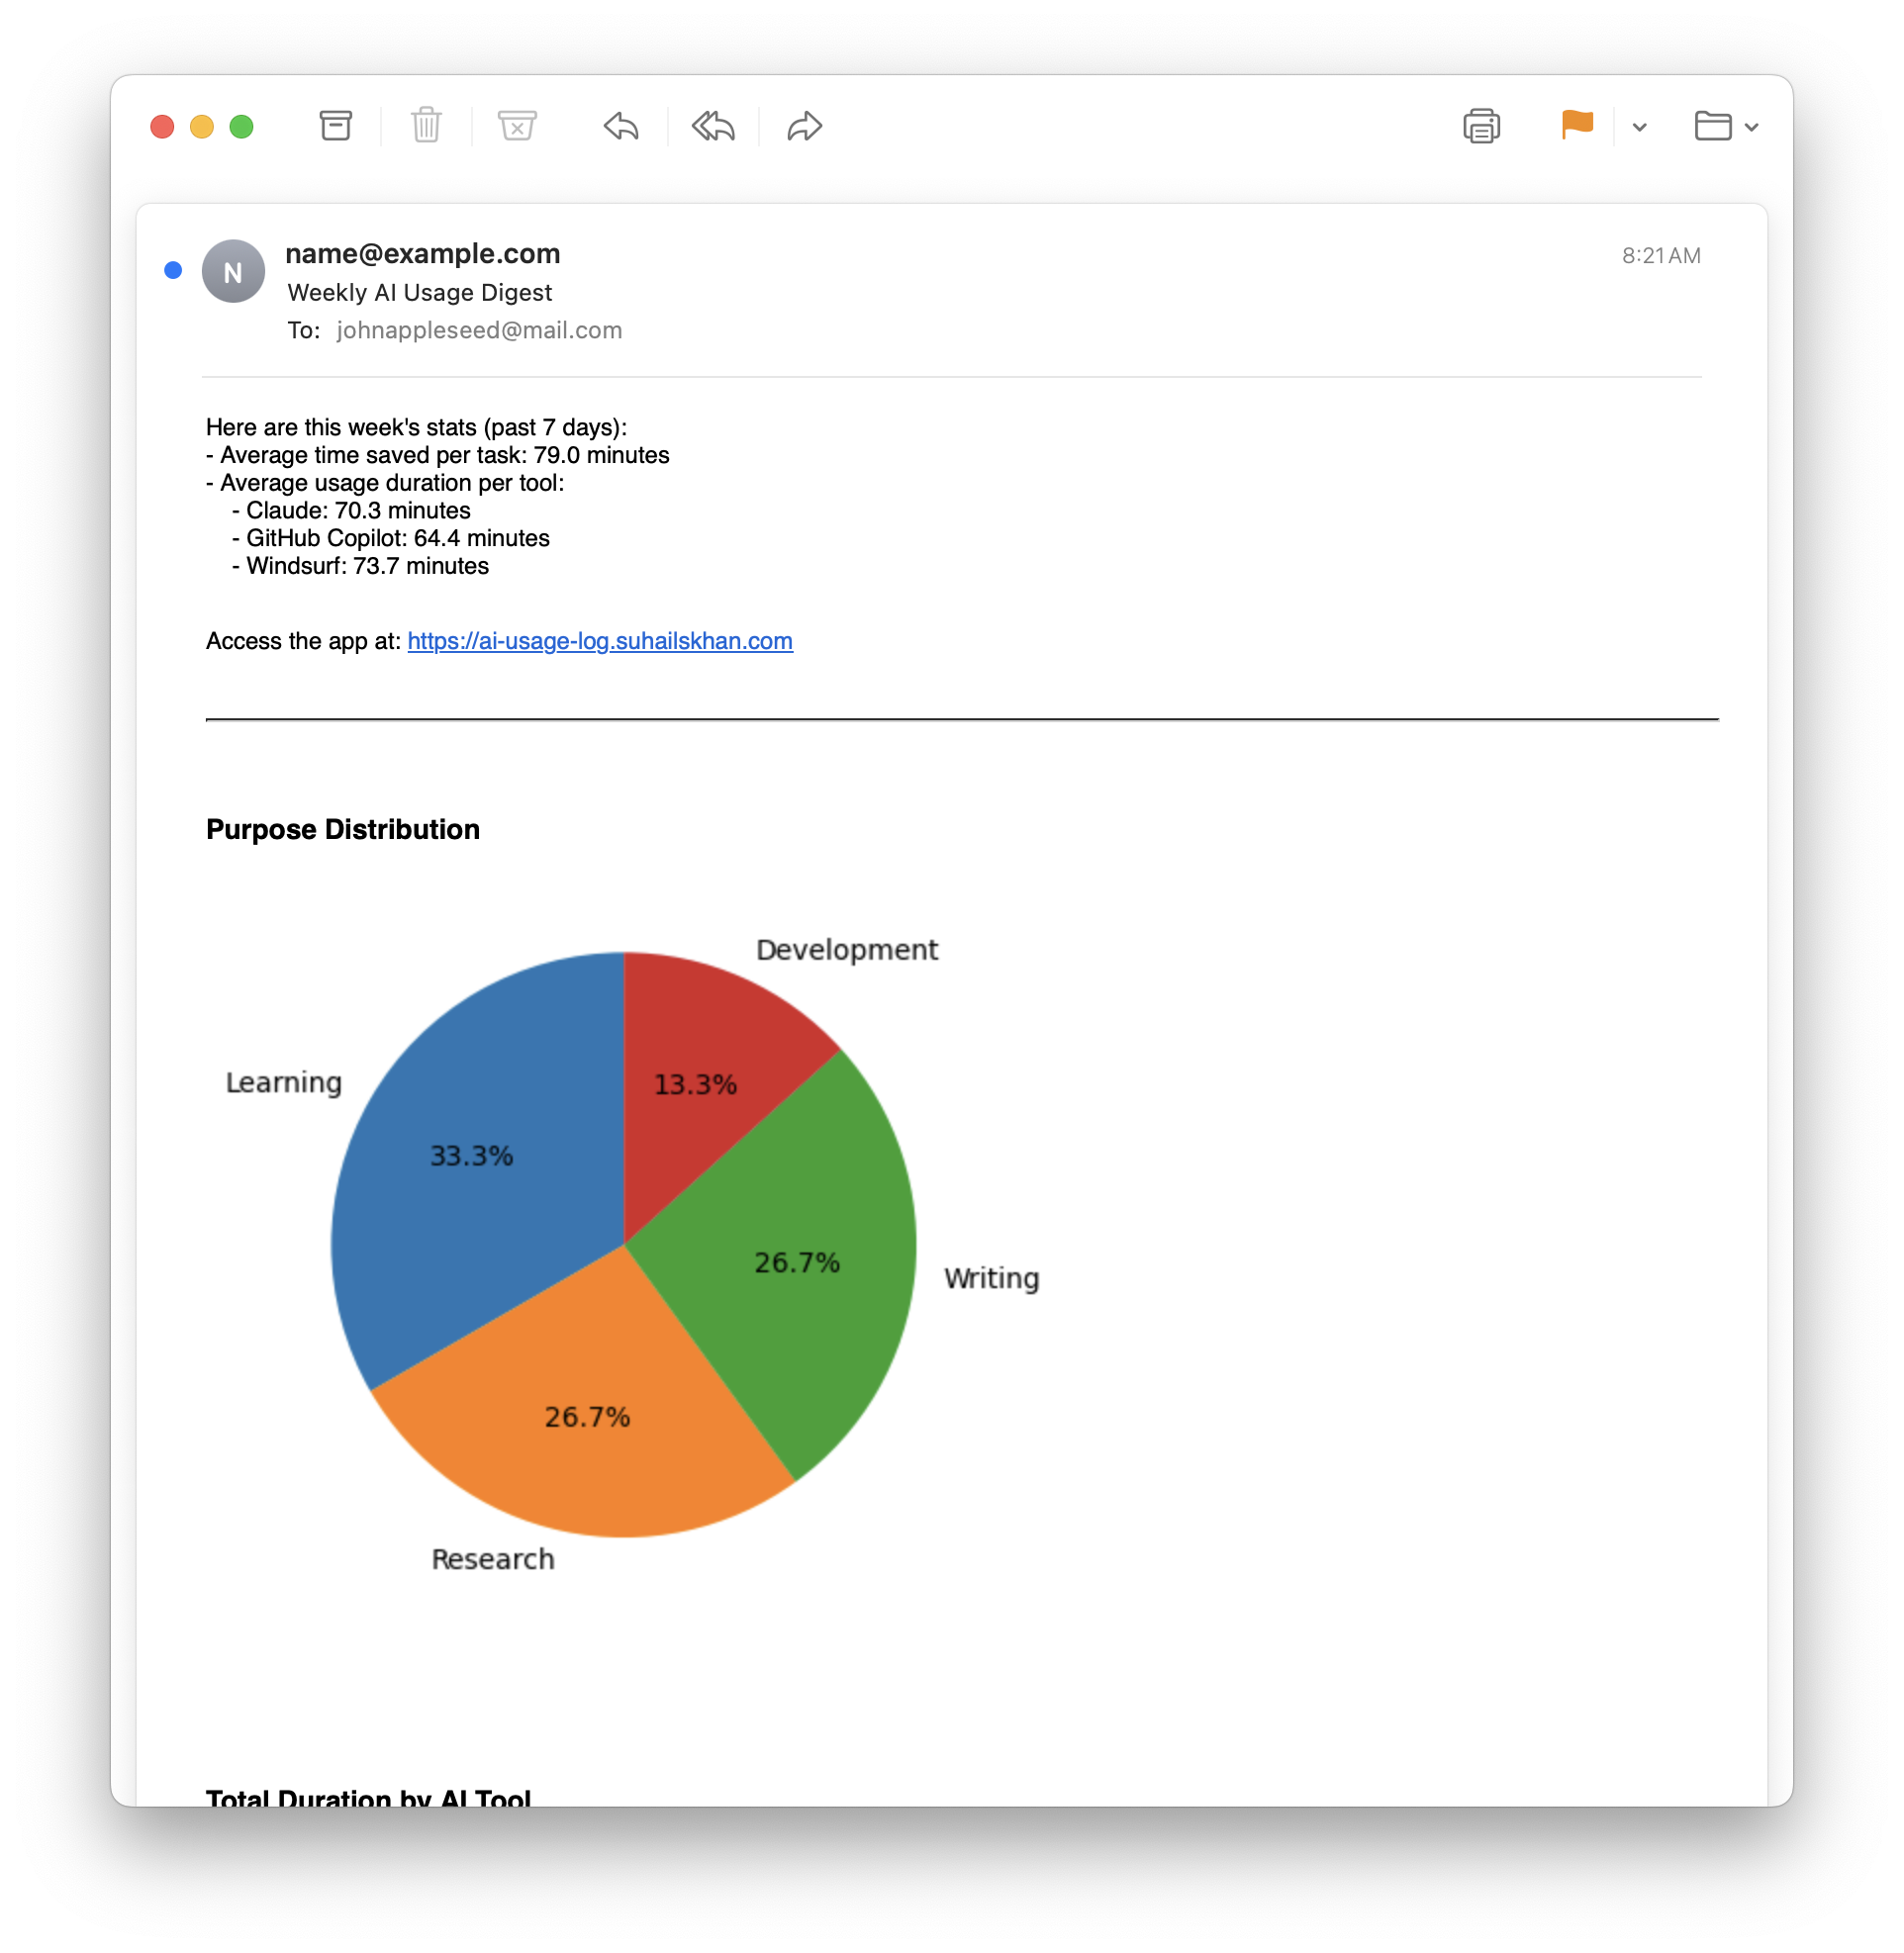 name@example.com
8:21 AM
N
Weekly AI Usage Digest
To: johnappleseed@mail.com
Here are this week's stats (past 7 days):
- Average time saved per task: 79.0 minutes
- Average usage duration per tool:
- Claude: 70.3 minutes
- GitHub Copilot: 64.4 minutes
- Windsurf: 73.7 minutes
Access the app at: https://ai-usage-log.suhailskhan.com
Purpose Distribution
Development
Learning
13.3%
33.3%
26.7%
Writing
26.7%
Research
Total Duration by AI Tool